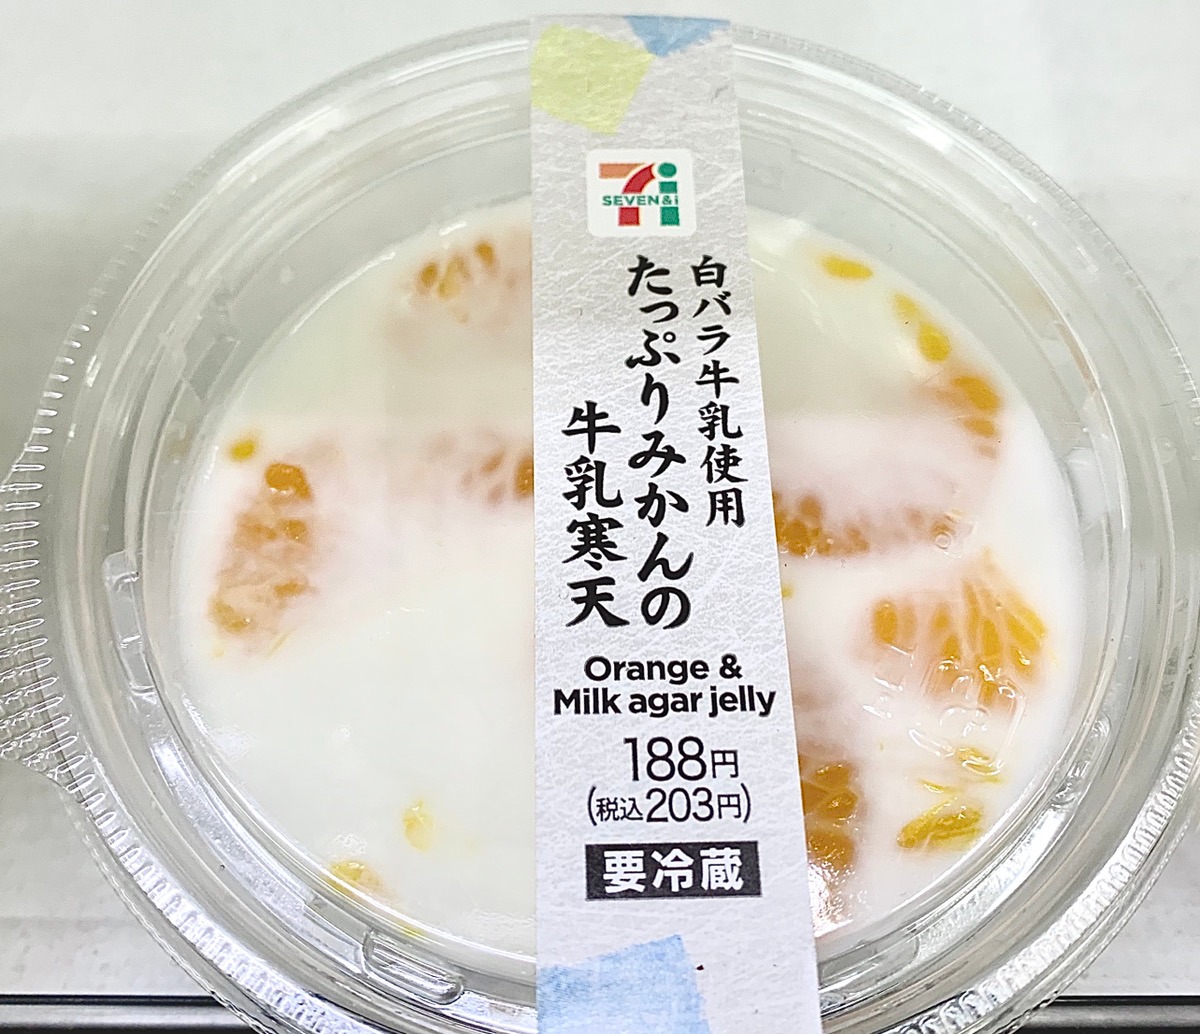 7i
SEVEN&i
白バラ牛乳使用
たっぷりみかんの
牛乳寒天
Orange &
Milk agar jelly
188円
(税込203円)
要冷蔵